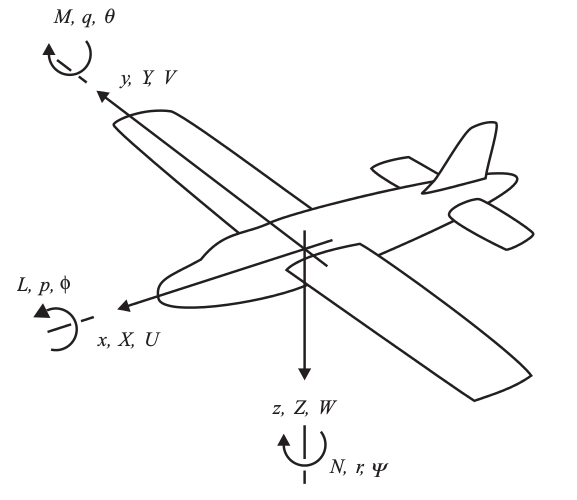 M, q, θ
y, Y, V
L, p, ϕ
x, X, U
z, Z, W
N, r, Ψ